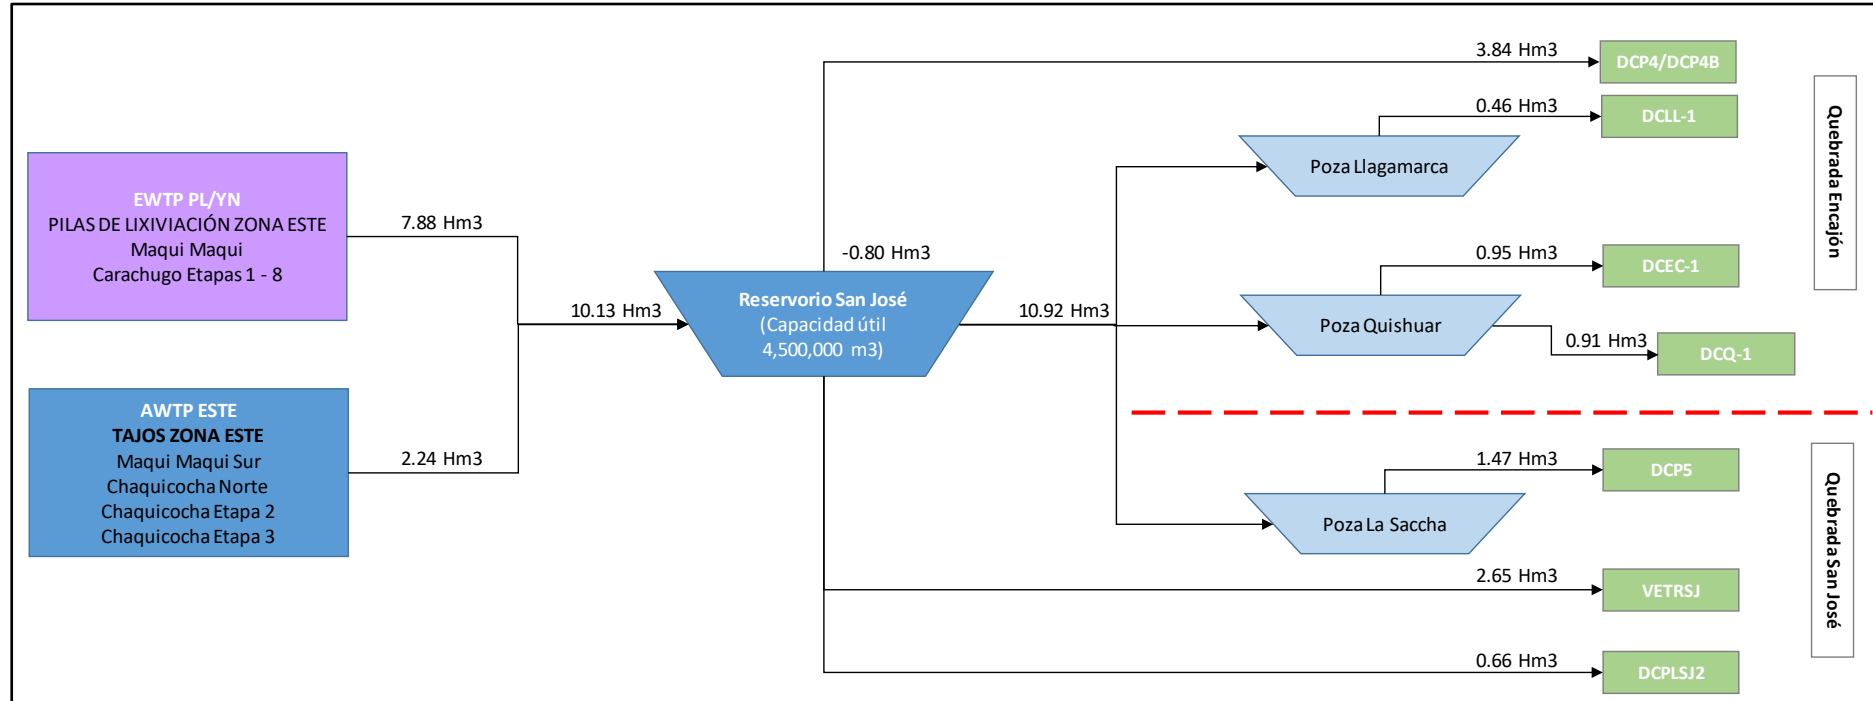 EWTP PL/YN
PILAS DE LIXIVIACIÓN ZONA ESTE
Maqui Maqui
Carachugo Etapas 1 - 8
7.88 Hm3
AWTP ESTE
TAJOS ZONA ESTE
Maqui Maqui Sur
Chaquicocha Norte
Chaquicocha Etapa 2
Chaquicocha Etapa 3
2.24 Hm3
10.13 Hm3
-0.80 Hm3
Reservorio San José
(Capacidad útil
4,500,000 m3)
10.92 Hm3
3.84 Hm3
DCP4/DCP4B
0.46 Hm3
DCLL-1
Poza Llagamarca
0.95 Hm3
DCEC-1
Poza Quishuar
0.91 Hm3
DCQ-1
Quebrada Encajón
1.47 Hm3
DCP5
Poza La Saccha
2.65 Hm3
VETRSJ
0.66 Hm3
DCPLSJ2
Quebrada San José